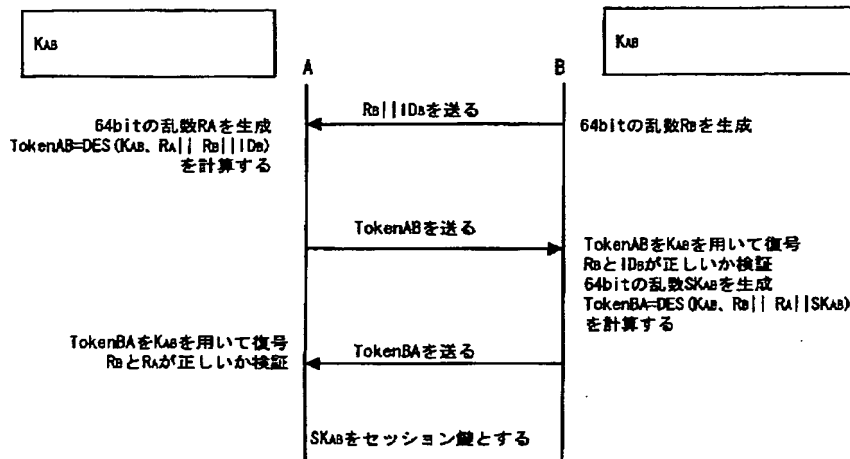 KAB
KAB
A
B
RB||IDBを送る
64bitの乱数RAを生成
TokenAB=DES(KAB、RA|| RB||IDB)
を計算する
64bitの乱数RBを生成
TokenABを送る
TokenABをKABを用いて復号
RBとIDBが正しいか検証
64bitの乱数SKABを生成
TokenBA=DES(KAB、RB|| RA||SKAB)
を計算する
TokenBAをKABを用いて復号
RBとRAが正しいか検証
TokenBAを送る
SKABをセッション鍵とする